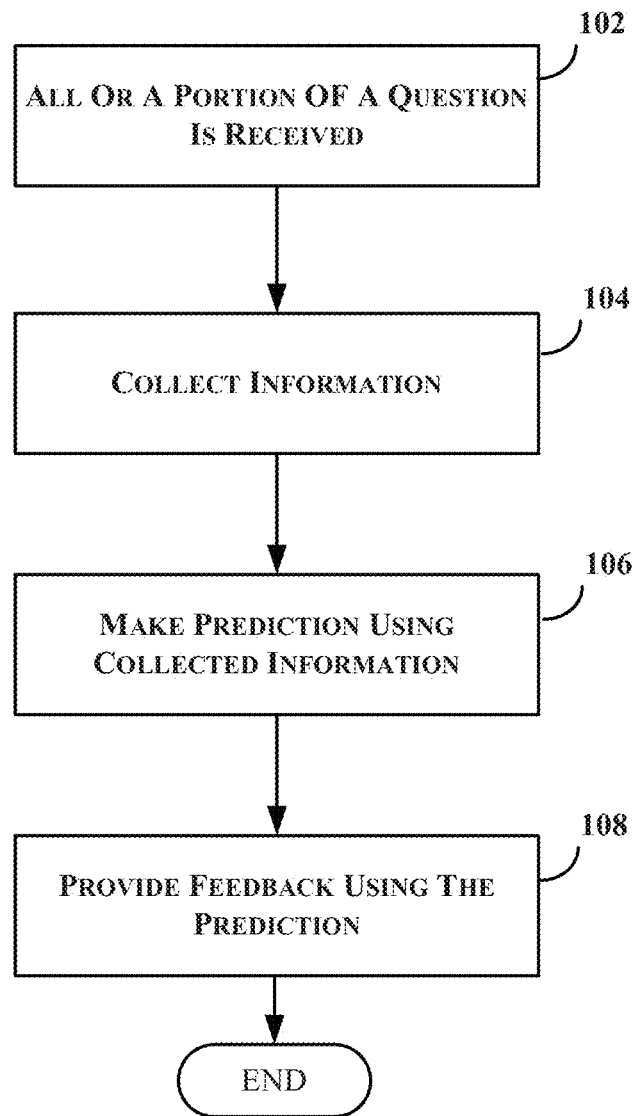 102
ALL OR A PORTION OF A QUESTION
IS RECEIVED
104
COLLECT INFORMATION
106
MAKE PREDICTION USING
COLLECTED INFORMATION
108
PROVIDE FEEDBACK USING THE
PREDICTION
END